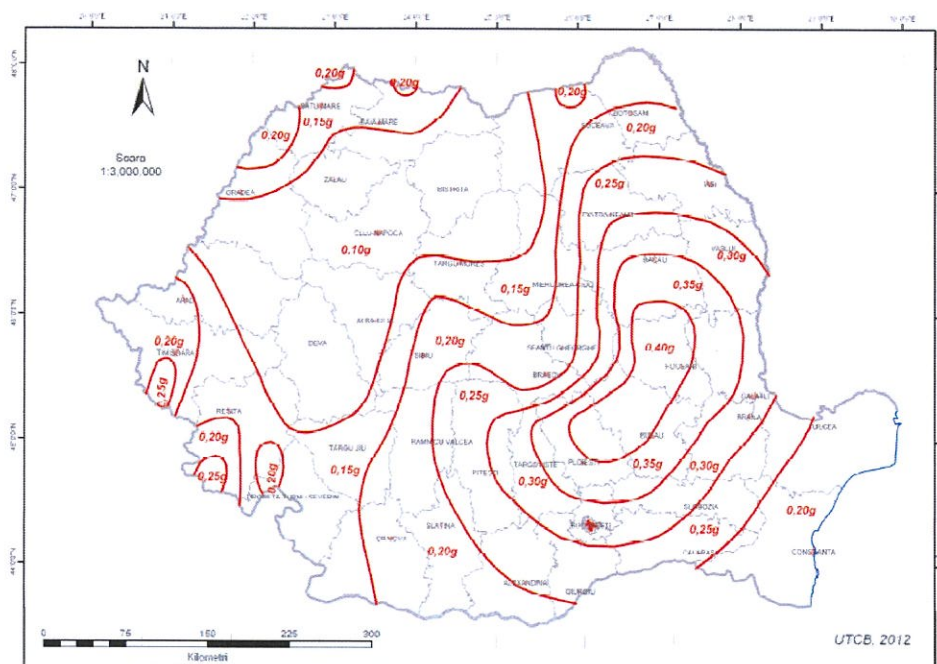 N
Scara
1:3.000.000
0,20g
0,20g
0,20g
SATU MARE
0,15g
BAIA MARE
BOTOSANI
SUCEAVA
0,20g
0,20g
ORADEA
ZALAU
BISTRITA
0,25g
IASI
CLUJ-NAPOCA
0.10g
TARGU MURES
BACAU
VASLUI
0,30g
0,15g
MIERCUREA CIUC
0,35g
ARAD
ALBA IULIA
DEVA
0,20g
TIMISOARA
0,20g
SIBIU
SFANTU GHEORGHE
0,40g
BRASOV
FOCSANI
0,25g
0,25g
GALATI
BRAILA
TULCEA
RESITA
0,20g
RAMNICU VALCEA
BUZAU
TARGU JIU
0,15g
PITESTI
TARGOVISTE
PLOIESTI
0,35g
0,30g
0,25g
0,20g
0,30g
SLOBOZIA
0,20g
0,25g
SLATINA
BUCURESTI
CRAIOVA
0,20g
CALARASI
CONSTANTA
ALEXANDRIA
GIURGIU
0
75
150
225
300
Kilometri
UTCB, 2012